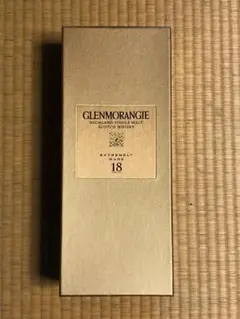 GLENMORANGIE
HIGHLAND SINGLE MALT
SCOTCH WHISKY
EXTREMELY
RARE
18